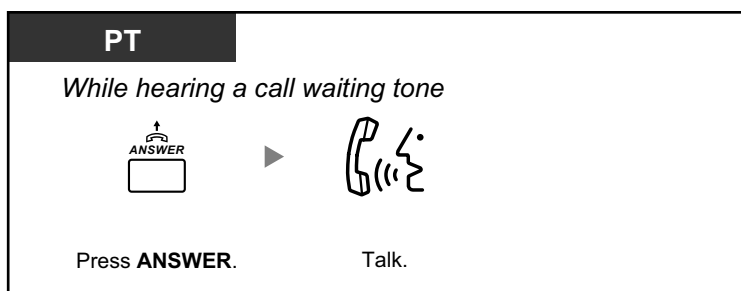 PT
While hearing a call waiting tone
ANSWER
Press ANSWER.
Talk.